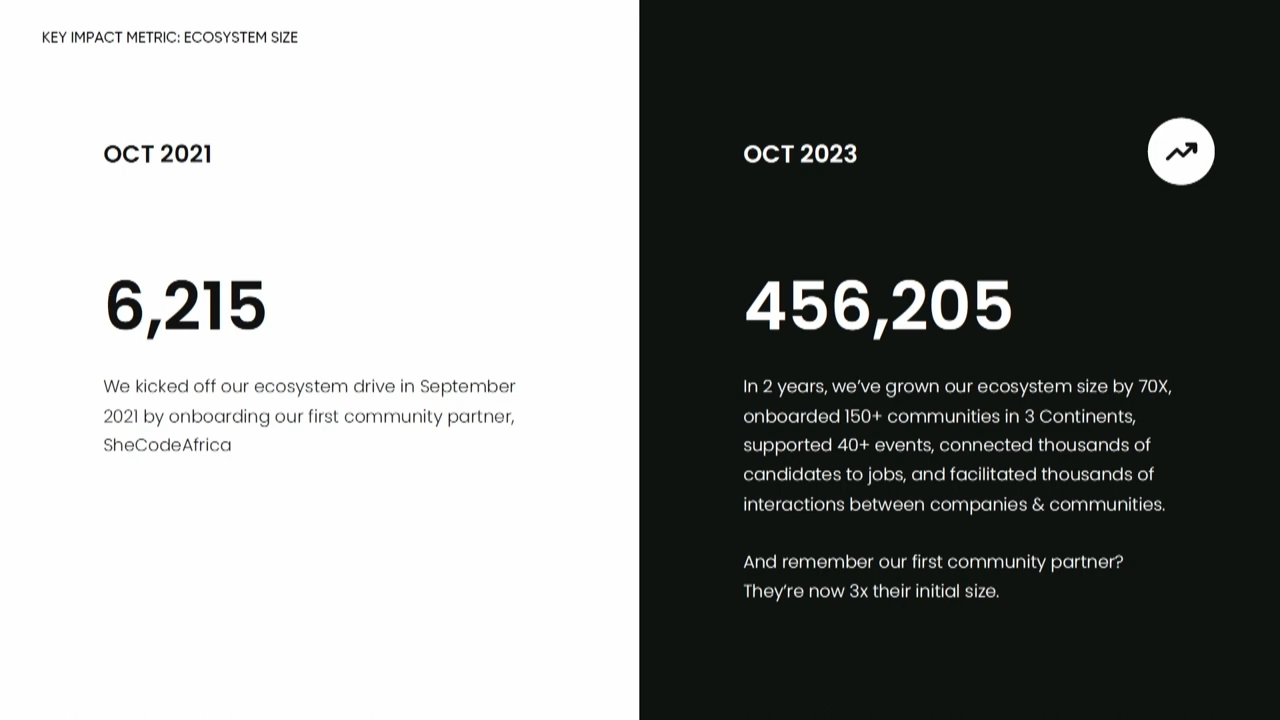 KEY IMPACT METRIC: ECOSYSTEM SIZE
OCT 2021
6,215
We kicked off our ecosystem drive in September
2021 by onboarding our first community partner,
SheCodeAfrica
OCT 2023
456,205
In 2 years, we’ve grown our ecosystem size by 70X,
onboarded 150+ communities in 3 Continents,
supported 40+ events, connected thousands of
candidates to jobs, and facilitated thousands of
interactions between companies & communities.
And remember our first community partner?
They’re now 3x their initial size.